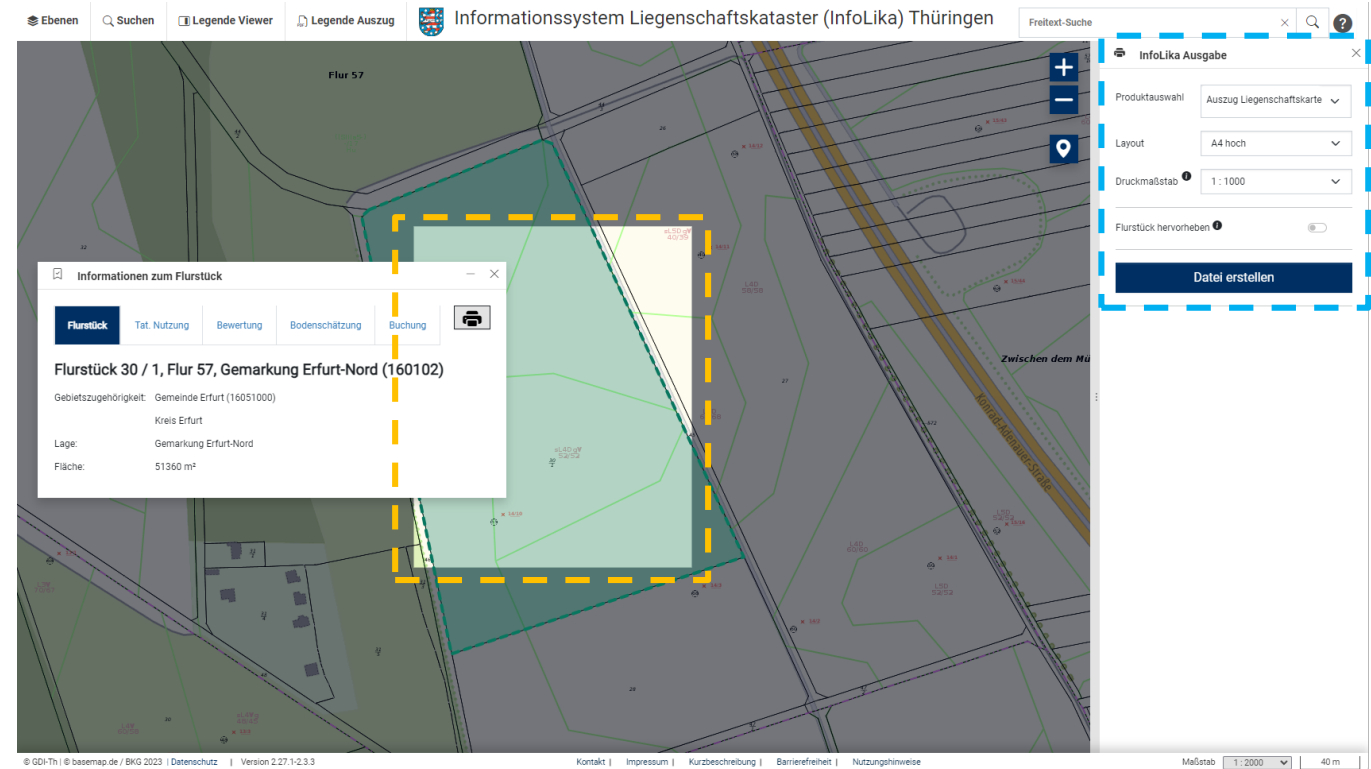 Ebenen
Suchen
Legende Viewer
Legende Auszug
Informationssystem Liegenschaftskataster (InfoLika) Thüringen
Freitext-Suche
InfoLika Ausgabe
Produktauswahl
Auszug Liegenschaftskarte
Layout
A4 hoch
Druckmaßstab
1 : 1000
Flurstück hervorheben
Datei erstellen
Flur 57
Informationen zum Flurstück
Flurstück
Tat. Nutzung
Bewertung
Bodenschätzung
Buchung
Flurstück 30 / 1, Flur 57, Gemarkung Erfurt-Nord (160102)
Gebietszugehörigkeit: Gemeinde Erfurt (16051000)
Kreis Erfurt
Lage: Gemarkung Erfurt-Nord
Fläche: 51360 m²
Zwischen dem Mü
Konrad-Adenauer-Straße
27
28
© GDI-Th | © basemap.de / BKG 2023 | Datenschutz | Version 2.27.1-2.3.3
Kontakt | Impressum | Kurzbeschreibung | Barrierefreiheit | Nutzungshinweise
Maßstab 1 : 2000
40 m